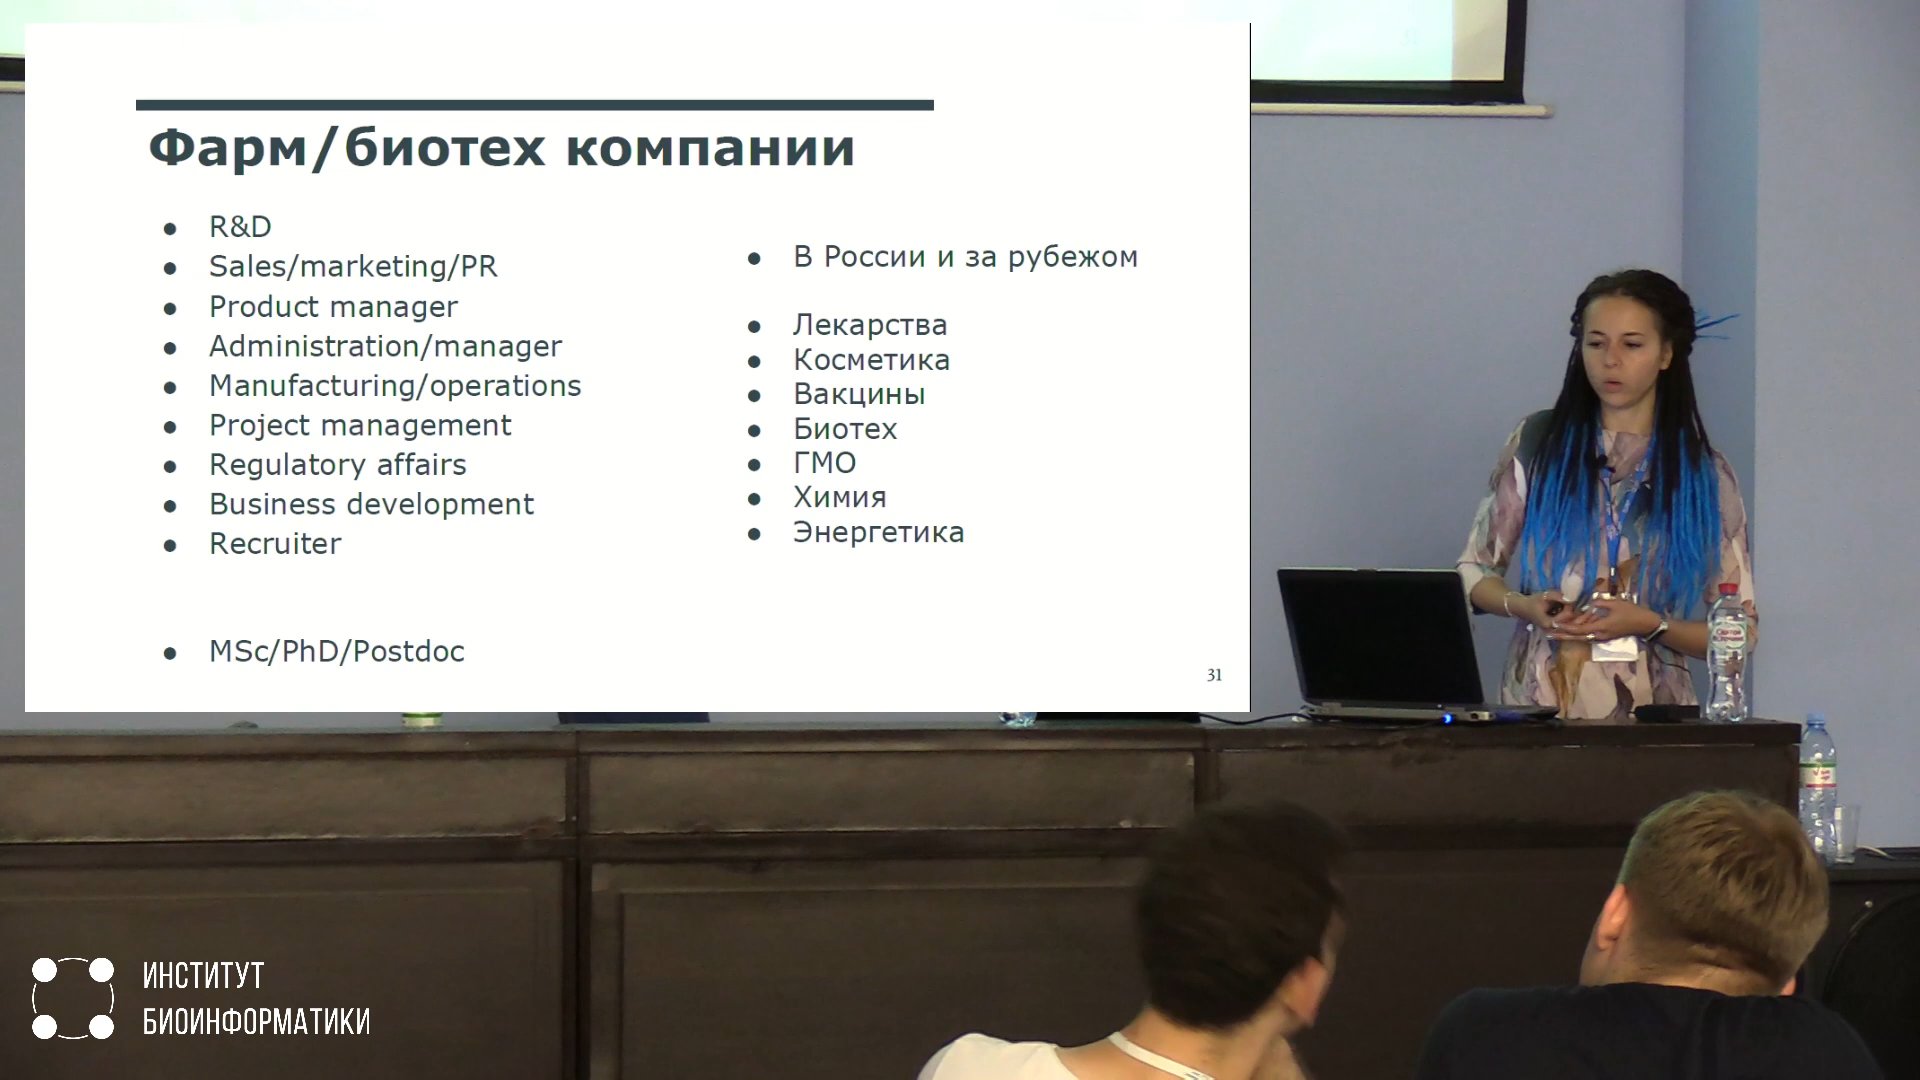 Фарм/биотех компании
R&D
Sales/marketing/PR
Product manager
Administration/manager
Manufacturing/operations
Project management
Regulatory affairs
Business development
Recruiter
MSc/PhD/Postdoc
В России и за рубежом
Лекарства
Косметика
Вакцины
Биотех
ГМО
Химия
Энергетика
31
ИНСТИТУТ
БИОИНФОРМАТИКИ